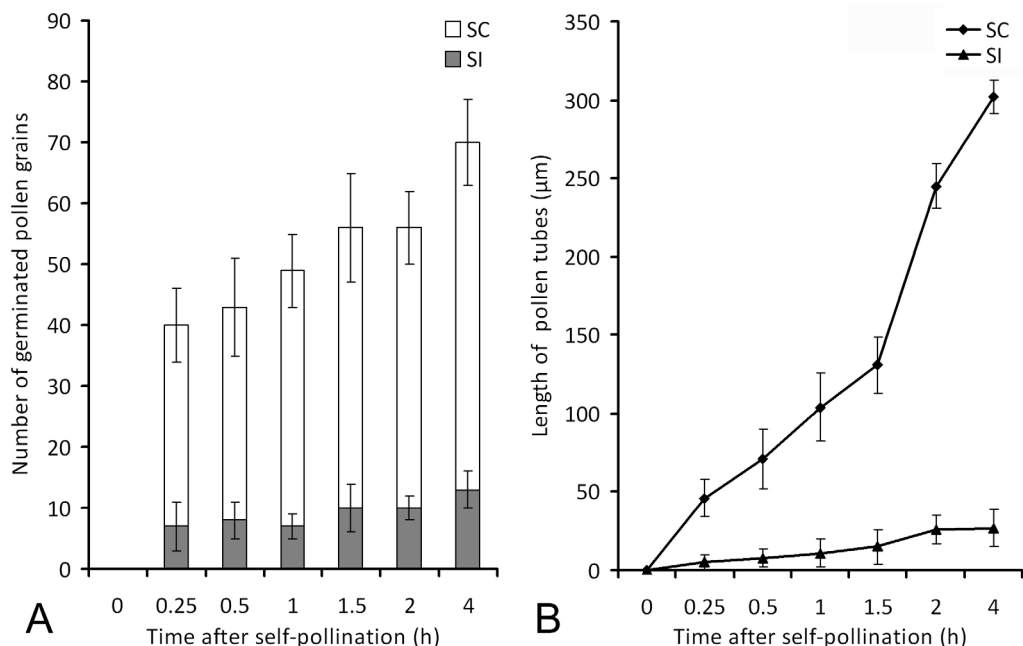 Number of germinated pollen grains
90
80
70
60
50
40
30
20
10
0
SC
SI
0 0.25 0.5 1 1.5 2 4
Time after self-pollination (h)
A
Length of pollen tubes (µm)
350
300
250
200
150
100
50
0
SC
SI
0 0.25 0.5 1 1.5 2 4
Time after self-pollination (h)
B